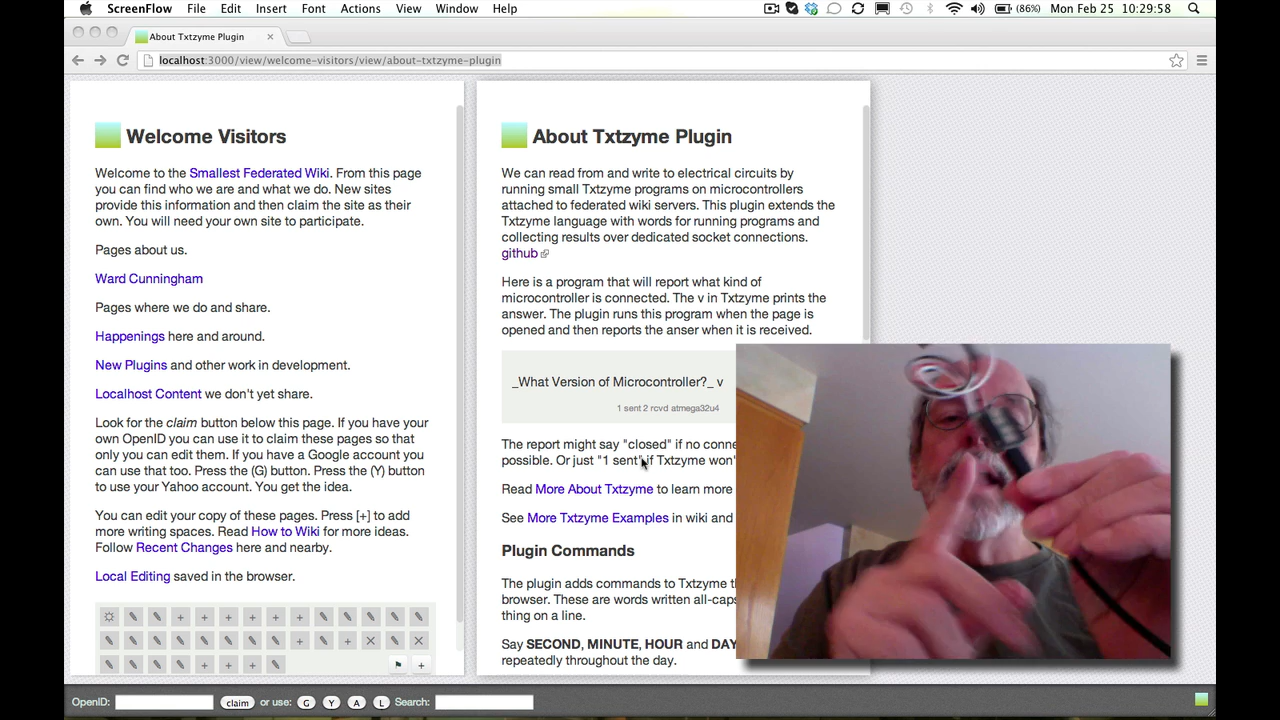 ScreenFlow File Edit Insert Font Actions View Window Help (86%) Mon Feb 25 10:29:58
About Txtzyme Plugin
localhost:3000/view/welcome-visitors/view/about-txtzyme-plugin
Welcome Visitors
Welcome to the Smallest Federated Wiki. From this page
you can find who we are and what we do. New sites
provide this information and then claim the site as their
own. You will need your own site to participate.
Pages about us.
Ward Cunningham
Pages where we do and share.
Happenings here and around.
New Plugins and other work in development.
Localhost Content we don't yet share.
Look for the claim button below this page. If you have your
own OpenID you can use it to claim these pages so that
only you can edit them. If you have a Google account you
can use that too. Press the (G) button. Press the (Y) button
to use your Yahoo account. You get the idea.
You can edit your copy of these pages. Press [+] to add
more writing spaces. Read How to Wiki for more ideas.
Follow Recent Changes here and nearby.
Local Editing saved in the browser.
About Txtzyme Plugin
We can read from and write to electrical circuits by
running small Txtzyme programs on microcontrollers
attached to federated wiki servers. This plugin extends the
Txtzyme language with words for running programs and
collecting results over dedicated socket connections.
github
Here is a program that will report what kind of
microcontroller is connected. The v in Txtzyme prints the
answer. The plugin runs this program when the page is
opened and then reports the anser when it is received.
_What Version of Microcontroller?_ v
1 sent 2 rcvd atmega32u4
The report might say "closed" if no conne
possible. Or just "1 sent" if Txtzyme won'
Read More About Txtzyme to learn more
See More Txtzyme Examples in wiki and
Plugin Commands
The plugin adds commands to Txtzyme t
browser. These are words written all-caps
thing on a line.
Say SECOND, MINUTE, HOUR and DAY
repeatedly throughout the day.
OpenID: claim or use: G Y A L Search: